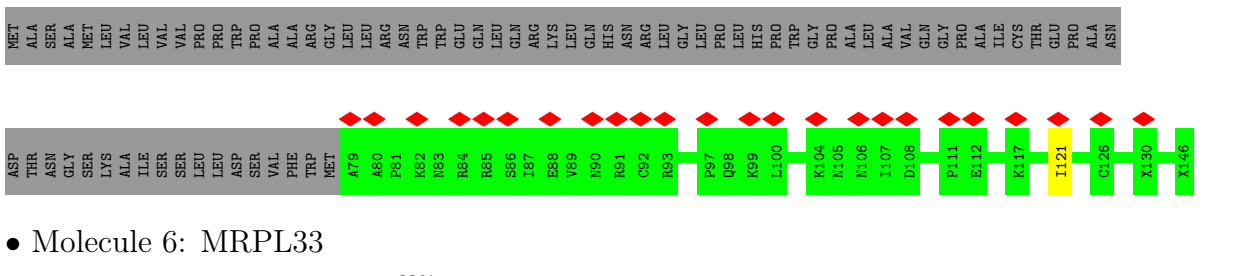 MET ALA SER ALA MET LEU VAL LEU VAL VAL PRO PRO TRP PRO ALA ALA ARG GLY LEU LEU ARG ASN TRP TRP GLU GLN LEU GLN ARG LYS LEU GLN HIS ASN ARG LEU GLY LEU PRO LEU HIS PRO TRP GLY PRO ALA LEU ALA VAL GLN GLY PRO ALA ILE CYS THR GLU PRO ALA ASN
ASP THR ASN GLY SER LYS ALA ILE SER SER LEU LEU ASP SER VAL PHE TRP MET A79 A80 P81 K82 N83 R84 R85 S86 I87 E88 V89 N90 R91 C92 R93 P97 Q98 K99 L100 K104 N105 N106 I107 D108 P111 E112 K117 I121 C126 X130 X146
• Molecule 6: MRPL33